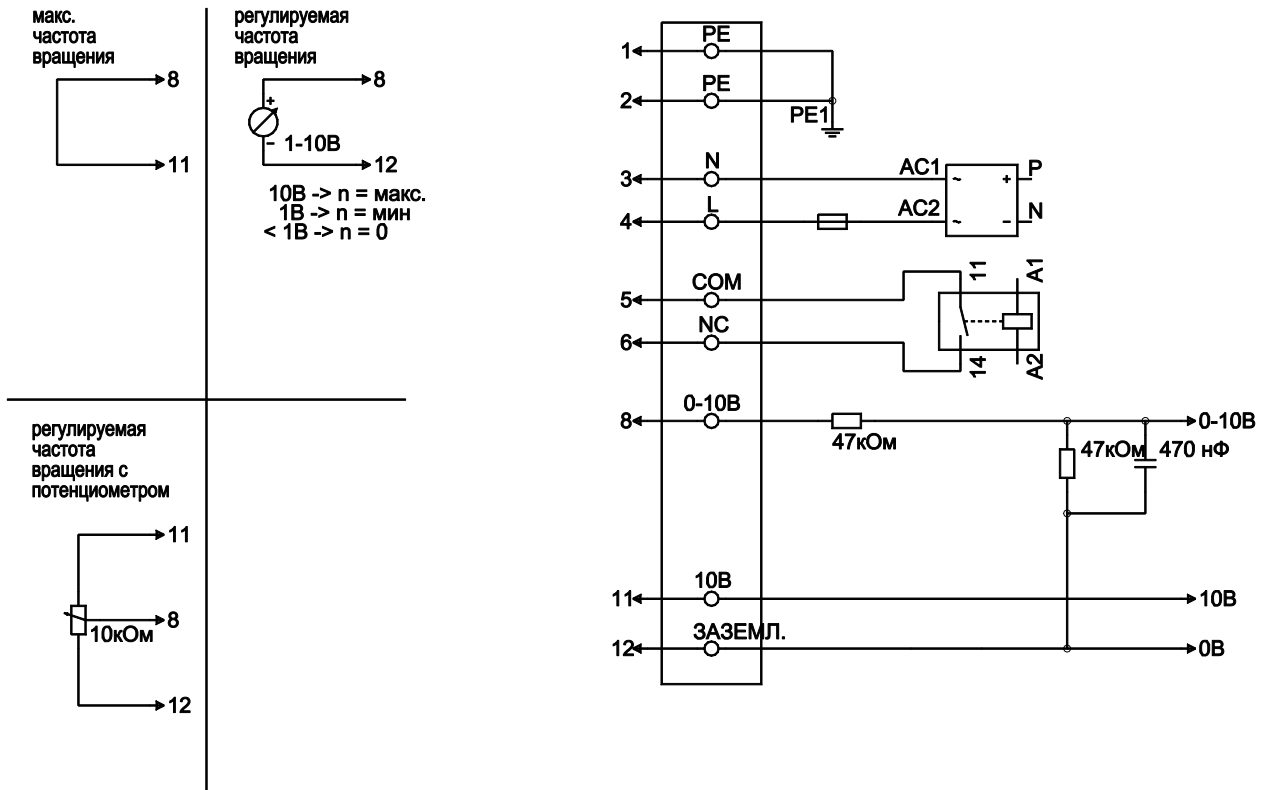 макс.
частота
вращения
8
11
регулируемая
частота
вращения
8
+
- 1-10В
12
10В -> n = макс.
1В -> n = мин
< 1В -> n = 0
регулируемая
частота
вращения с
потенциометром
11
8
10кОм
12
1 PE
2 PE
PE1
3 N AC1 ~ + P
4 L AC2 ~ - N
5 COM 11 A1
6 NC 14 A2
8 0-10В 47кОм 0-10В
47кОм 470 нФ
11 10В 10В
12 ЗАЗЕМЛ. 0В